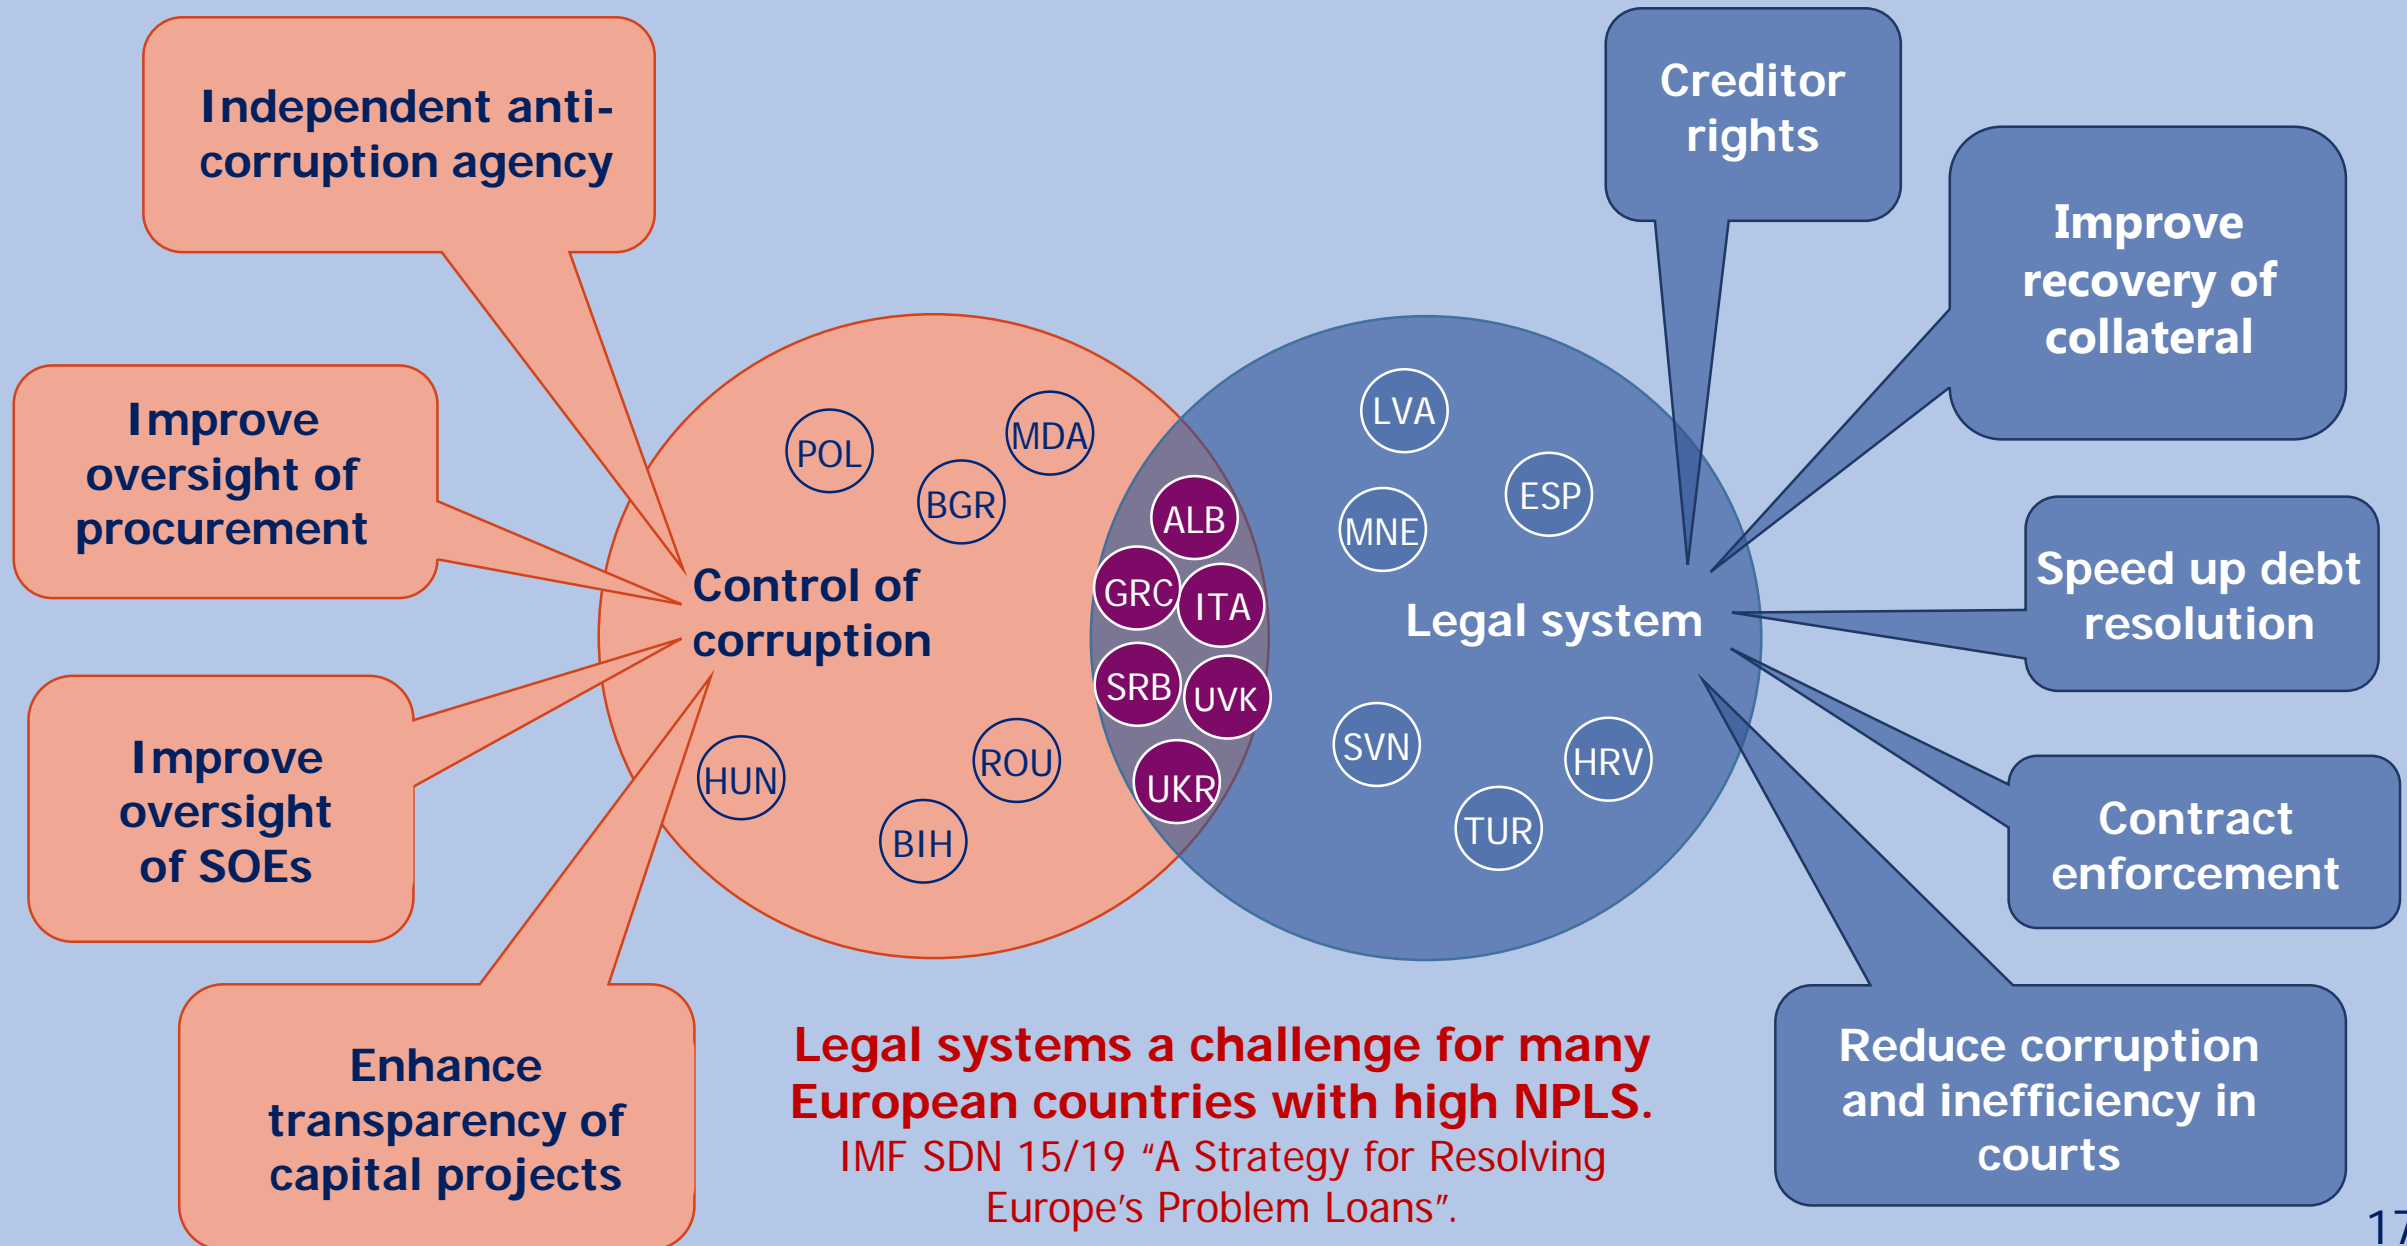 Independent anti-
corruption agency
Creditor
rights
Improve
recovery of
collateral
Improve
oversight of
procurement
POL
MDA
BGR
LVA
ESP
MNE
ALB
GRC
ITA
SRB
UVK
UKR
Control of
corruption
Legal system
Speed up debt
resolution
Improve
oversight
of SOEs
HUN
ROU
BIH
SVN
HRV
TUR
Contract
enforcement
Enhance
transparency of
capital projects
Legal systems a challenge for many
European countries with high NPLS.
IMF SDN 15/19 “A Strategy for Resolving
Europe's Problem Loans”.
Reduce corruption
and inefficiency in
courts
17